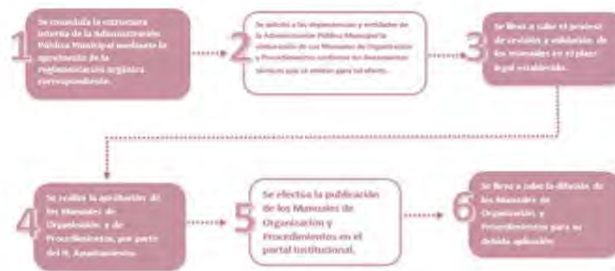 1
Se consolida la estructura
interna de la Administración
Pública Municipal mediante la
aprobación de la
reglamentación orgánica
correspondiente.
2
Se solicita a las dependencias y entidades de
la Administración Pública Municipal la
elaboración de sus Manuales de Organización
y Procedimientos conforme los lineamientos
técnicos que se emitan para tal efecto.
3
Se lleva a cabo el proceso
de revisión y validación de
los manuales en el plazo
legal establecido.
4
Se realiza la aprobación de
los Manuales de
Organización y de
Procedimientos, por parte
del H. Ayuntamiento.
5
Se efectúa la publicación
de los Manuales de
Organización y
Procedimientos en el
portal institucional.
6
Se lleva a cabo la difusión de
los Manuales de
Organización, y
Procedimientos para su
debida aplicación.